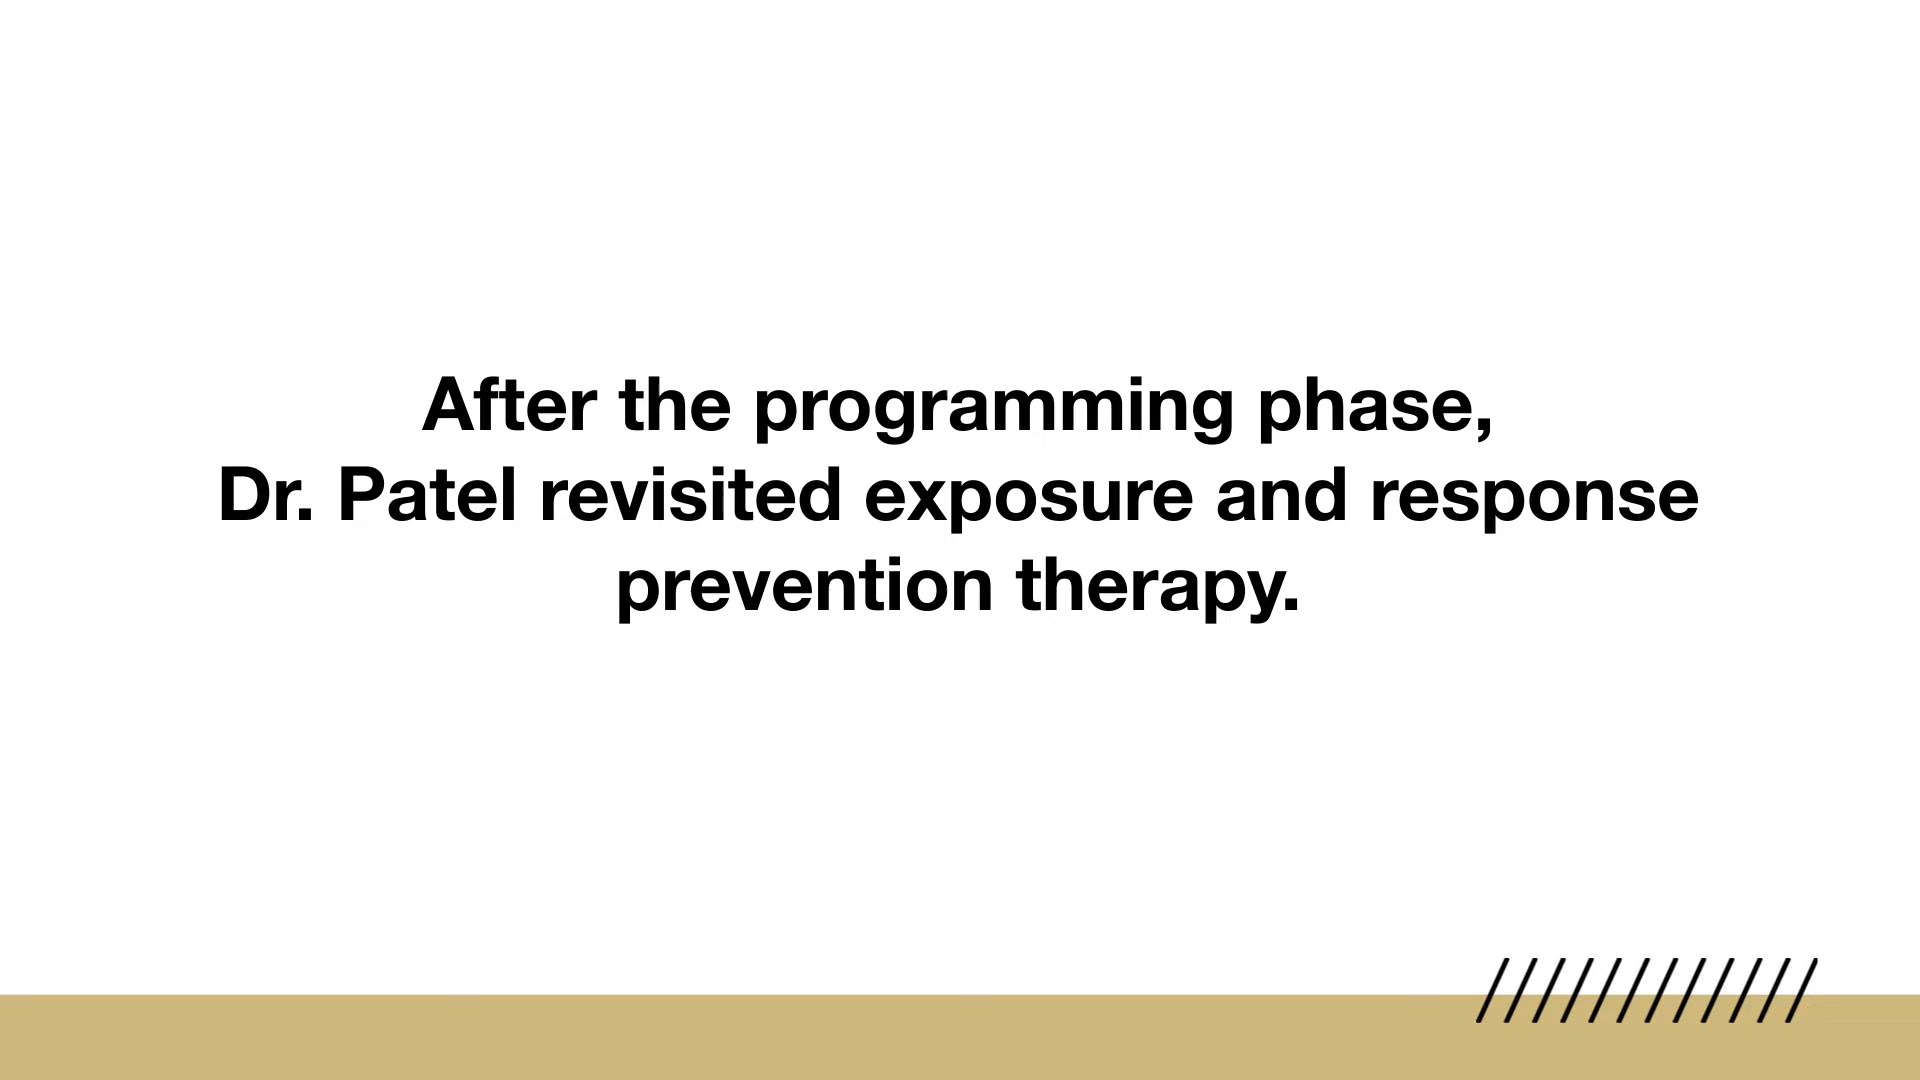 After the programming phase,
Dr. Patel revisited exposure and response
prevention therapy.